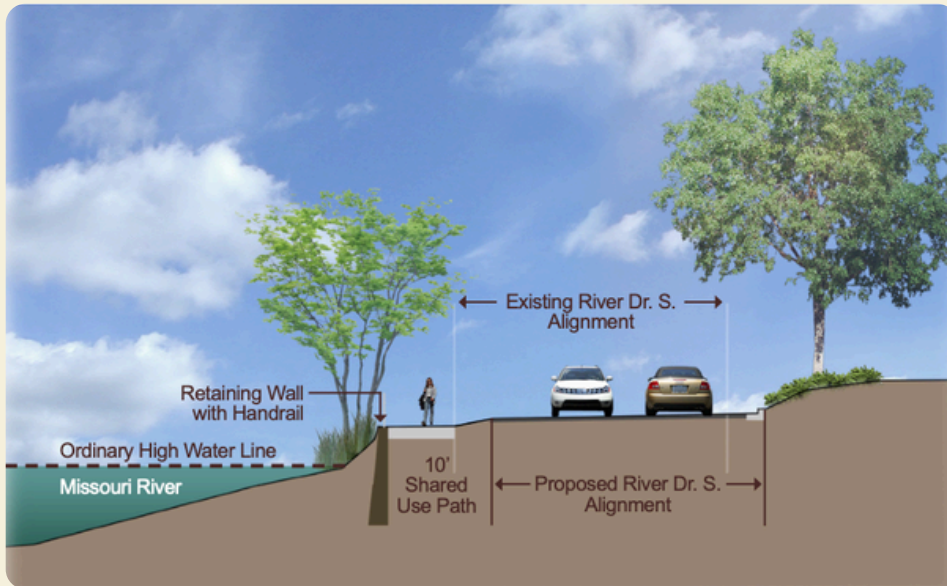 Existing River Dr. S.
Alignment
Retaining Wall
with Handrail
Ordinary High Water Line
Missouri River
10'
Shared
Use Path
Proposed River Dr. S.
Alignment